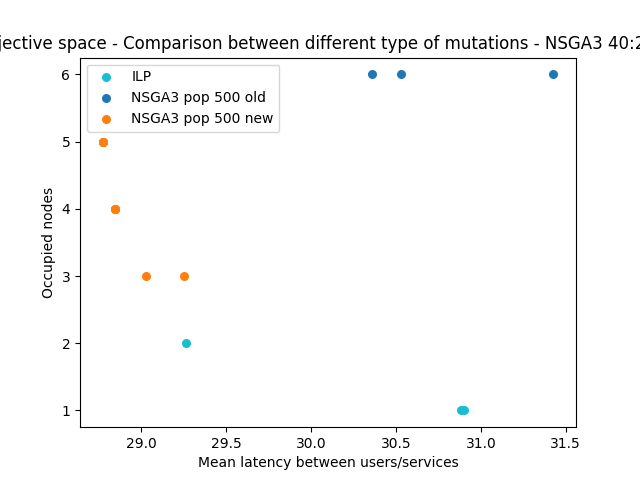 jective space - Comparison between different type of mutations - NSGA3 40:2
ILP
NSGA3 pop 500 old
NSGA3 pop 500 new
Occupied nodes
6
5
4
3
2
1
29.0 29.5 30.0 30.5 31.0 31.5
Mean latency between users/services